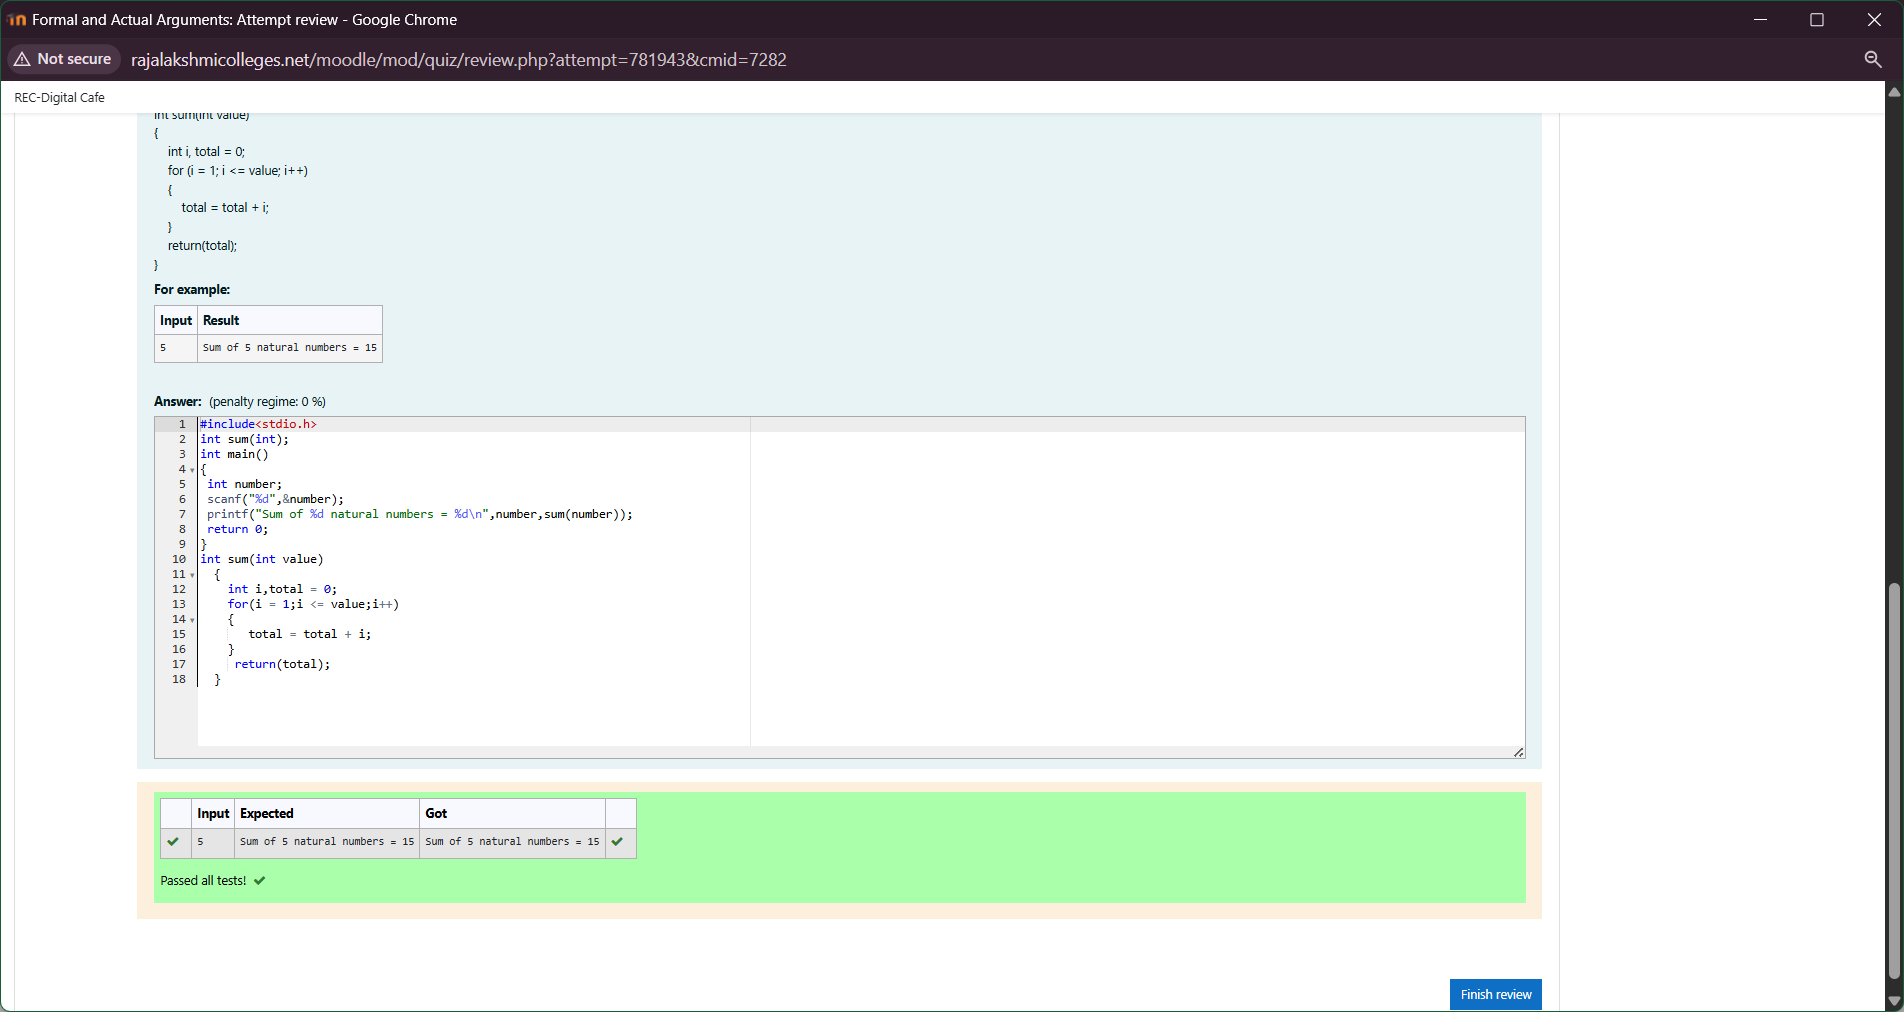 Formal and Actual Arguments: Attempt review - Google Chrome
Not secure rajalakshmicolleges.net/moodle/mod/quiz/review.php?attempt=781943&cmid=7282
REC-Digital Cafe
int sum(int value)
{
int i, total = 0;
for (i = 1; i <= value; i++)
{
total = total + i;
}
return(total);
}
For example:
Input Result
5 Sum of 5 natural numbers = 15
Answer: (penalty regime: 0 %)
1 #include<stdio.h>
2 int sum(int);
3 int main()
4 {
5 int number;
6 scanf("%d",&number);
7 printf("Sum of %d natural numbers = %d\n",number,sum(number));
8 return 0;
9 }
10 int sum(int value)
11 {
12 int i,total = 0;
13 for(i = 1;i <= value;i++)
14 {
15 total = total + i;
16 }
17 return(total);
18 }
Input Expected Got
5 Sum of 5 natural numbers = 15 Sum of 5 natural numbers = 15
Passed all tests!
Finish review